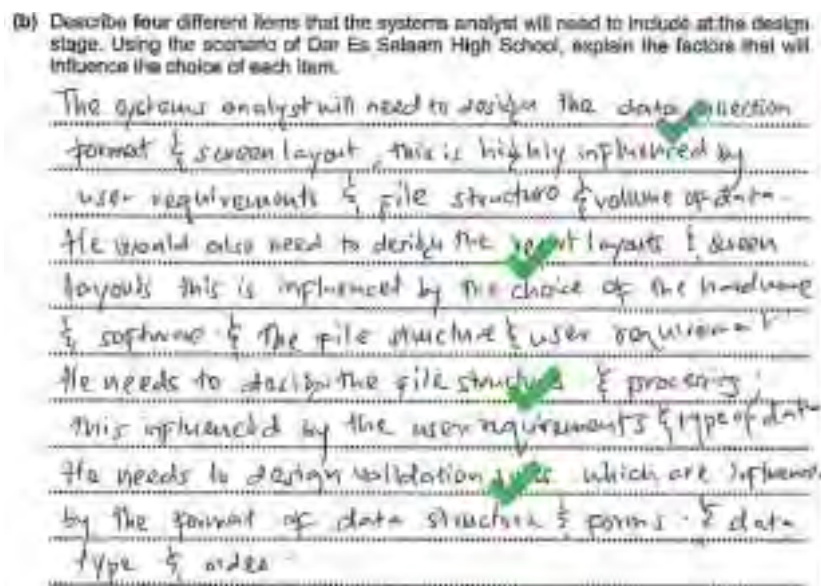 (b) Describe four different items that the systems analyst will need to include at the design
stage. Using the scenario of Dar Es Salaam High School, explain the factors that will
influence the choice of each item.
The systems analyst will need to design the data collection
format & screen layout, this is highly influenced by
user requirements & file structure & volume of data.
He would also need to design the report layouts & screen
layouts this is influenced by the choice of the hardware
& software & the file structure & user requirement
He needs to design the file structure & processing,
this influenced by the user requirements & type of data
He needs to design validation which are
by the format of data structure & forms. & data
type & order